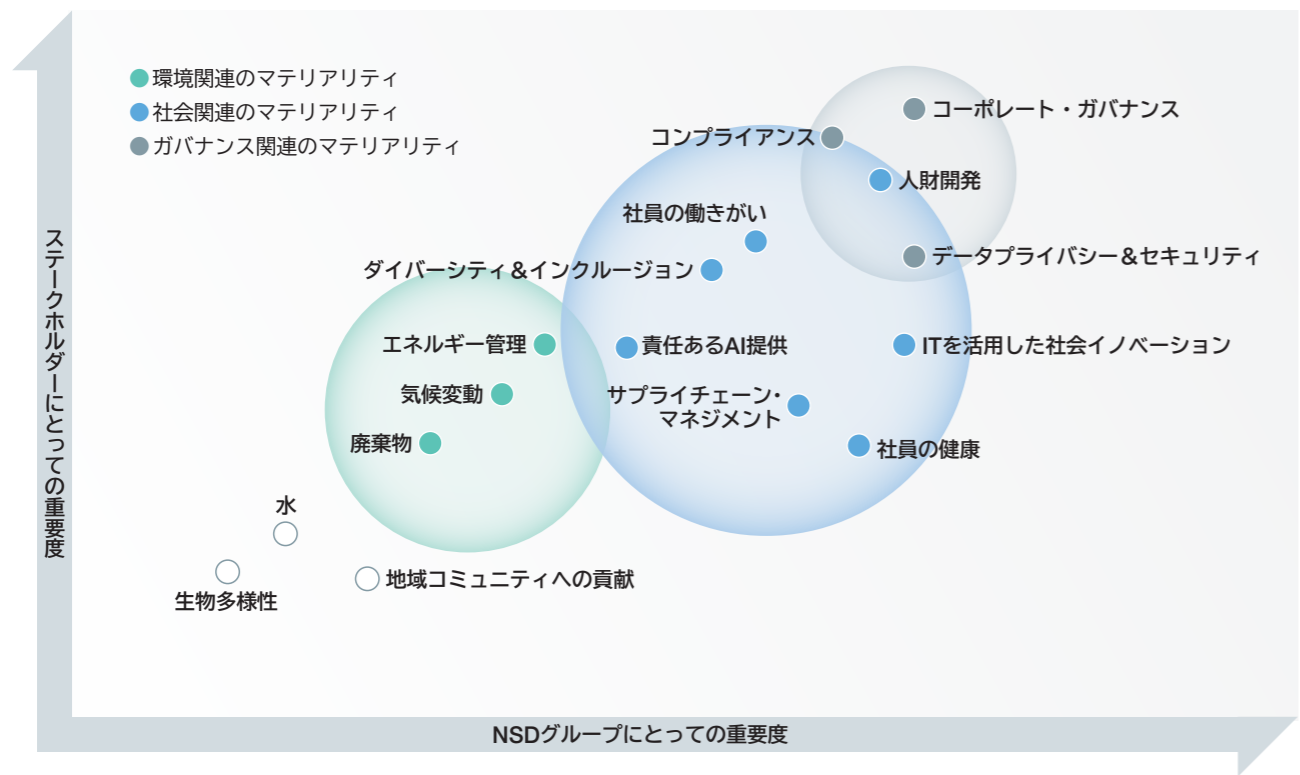 環境関連のマテリアリティ
社会関連のマテリアリティ
ガバナンス関連のマテリアリティ
コーポレート・ガバナンス
コンプライアンス
人財開発
社員の働きがい
データプライバシー&セキュリティ
ダイバーシティ&インクルージョン
エネルギー管理
責任あるAI提供
ITを活用した社会イノベーション
気候変動
サプライチェーン・
マネジメント
廃棄物
社員の健康
水
地域コミュニティへの貢献
生物多様性
ステークホルダーにとっての重要度
NSDグループにとっての重要度